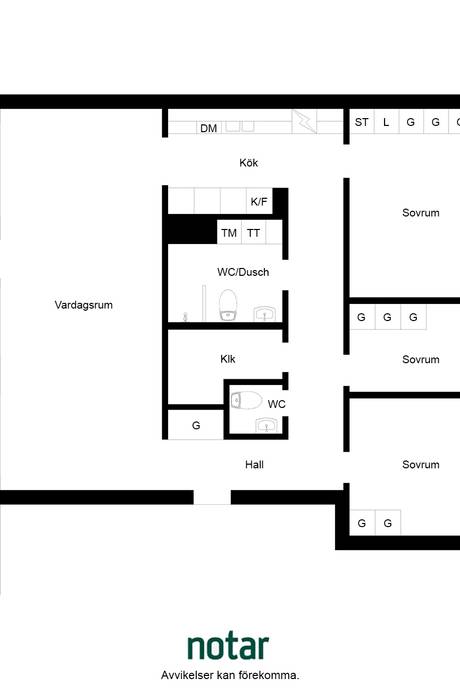 DM
ST L G G
Kök
K/F
Sovrum
TM TT
WC/Dusch
Vardagsrum
G G G
Klk
Sovrum
WC
G
Hall
Sovrum
G G
notar
Avvikelser kan förekomma.